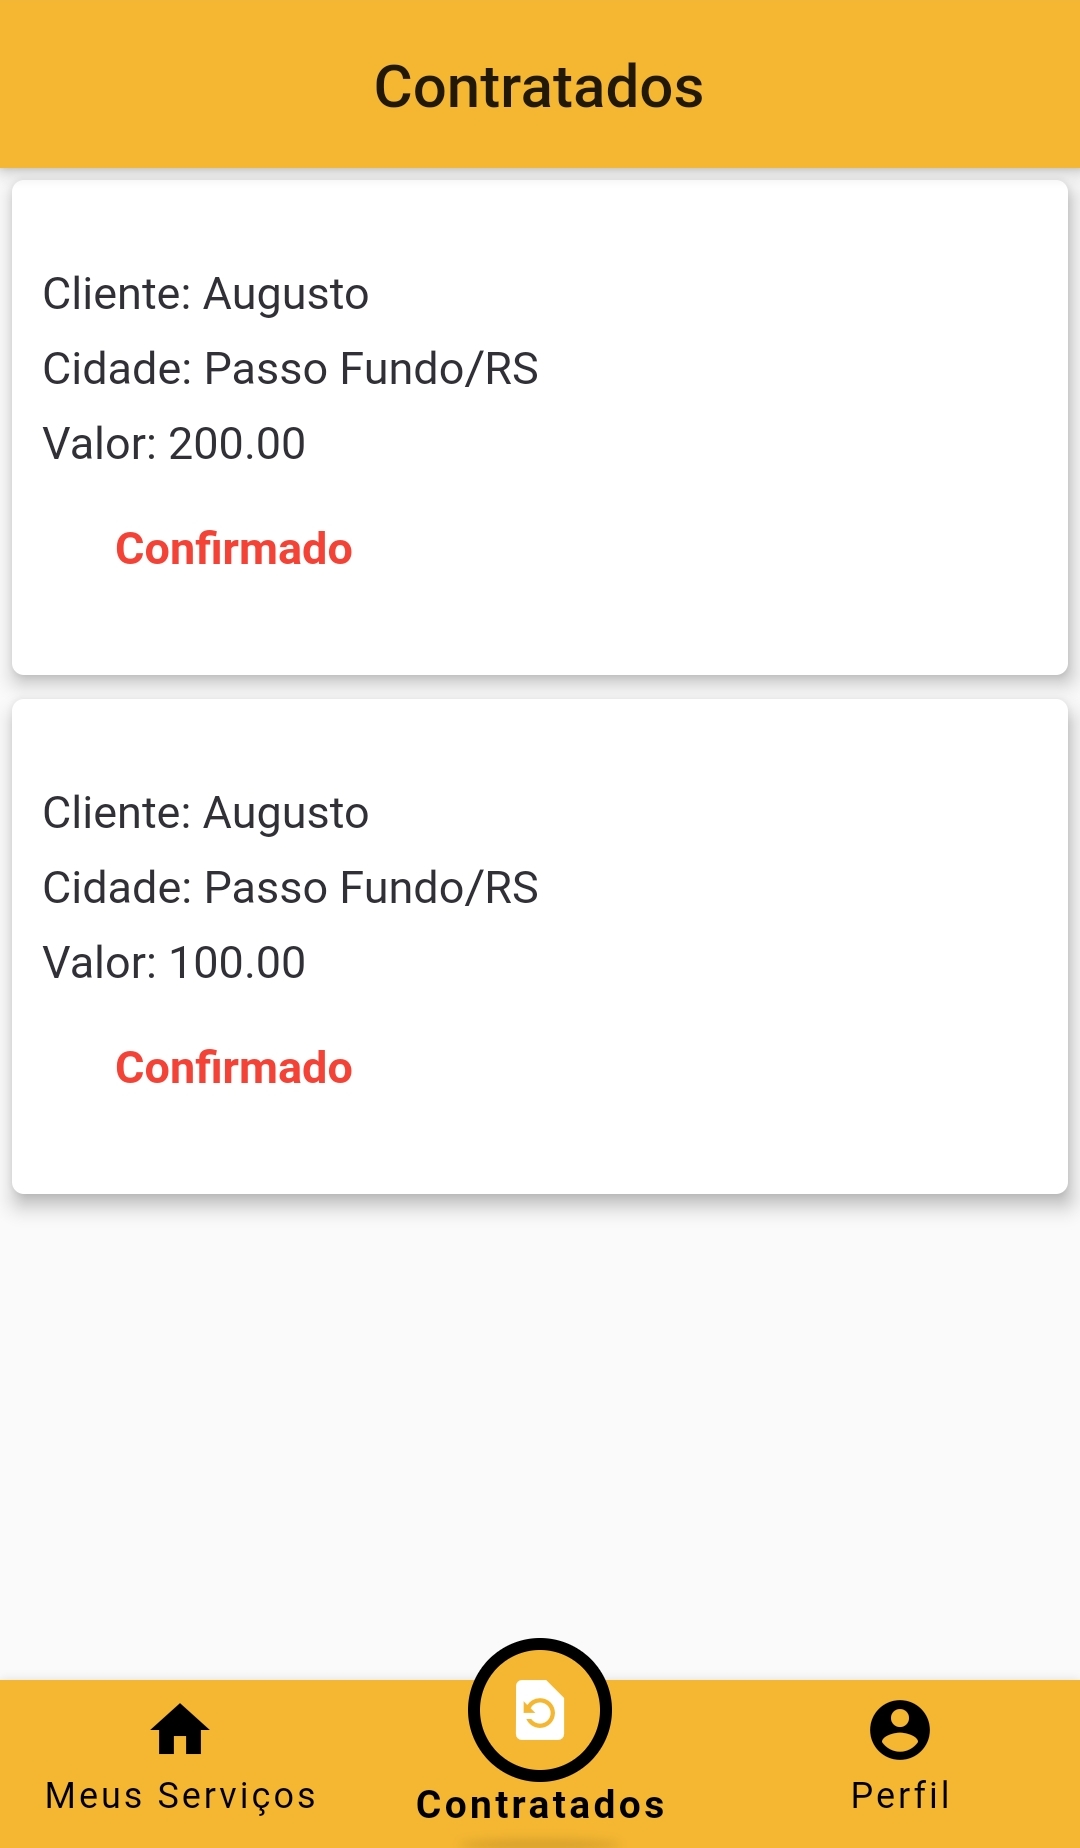 Contratados
Cliente: Augusto
Cidade: Passo Fundo/RS
Valor: 200.00
Confirmado
Cliente: Augusto
Cidade: Passo Fundo/RS
Valor: 100.00
Confirmado
Meus Serviços
Contratados
Perfil